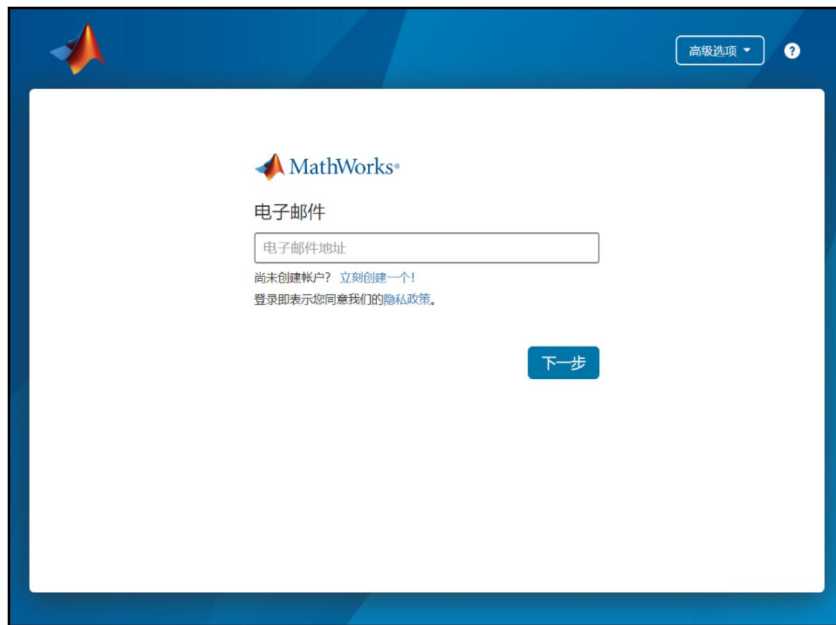 高级选项
?
MathWorks®
电子邮件
电子邮件地址
尚未创建帐户? 立刻创建一个!
登录即表示您同意我们的隐私政策。
下一步